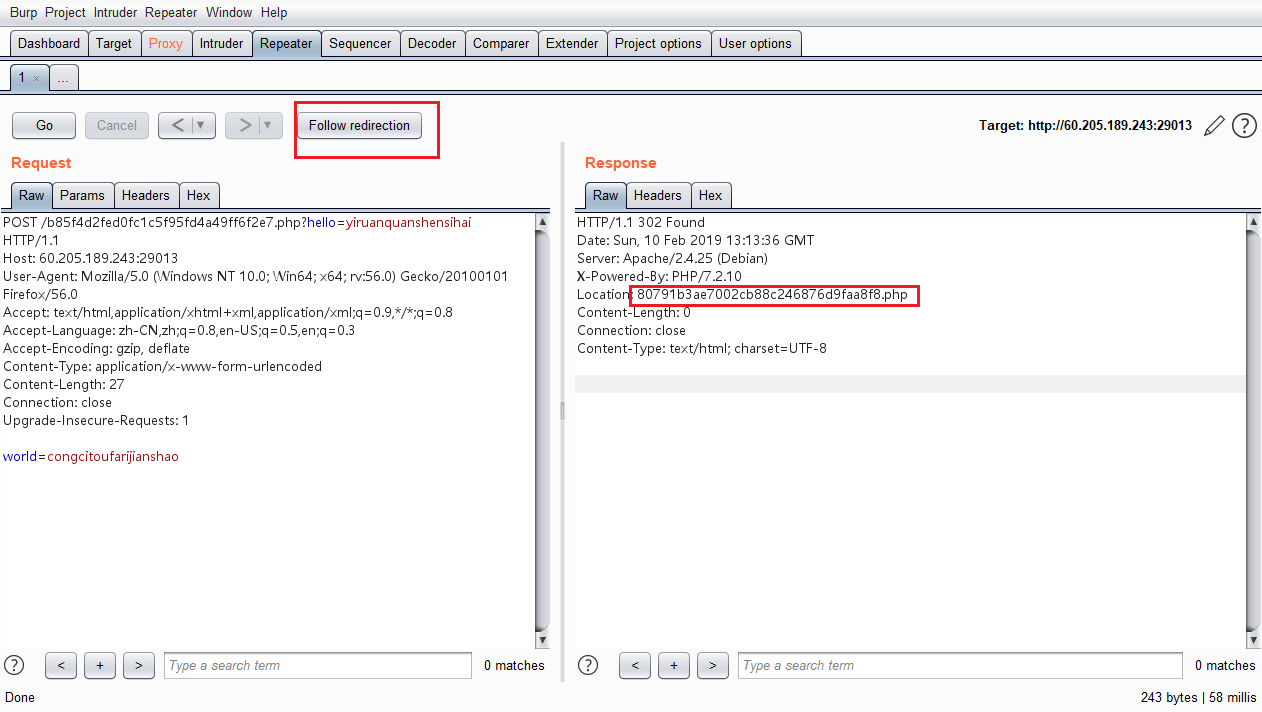 Burp Project Intruder Repeater Window Help
Dashboard Target Proxy Intruder Repeater Sequencer Decoder Comparer Extender Project options User options
1 × ...
Go Cancel < ▼ > ▼ Follow redirection Target: http://60.205.189.243:29013 ?
Request
Raw Params Headers Hex
POST /b85f4d2fed0fc1c5f95fd4a49ff6f2e7.php?hello=yiruanquanshensihai
HTTP/1.1
Host: 60.205.189.243:29013
User-Agent: Mozilla/5.0 (Windows NT 10.0; Win64; x64; rv:56.0) Gecko/20100101
Firefox/56.0
Accept: text/html,application/xhtml+xml,application/xml;q=0.9,*/*;q=0.8
Accept-Language: zh-CN,zh;q=0.8,en-US;q=0.5,en;q=0.3
Accept-Encoding: gzip, deflate
Content-Type: application/x-www-form-urlencoded
Content-Length: 27
Connection: close
Upgrade-Insecure-Requests: 1
world=congcitoufarijianshao
? < + > Type a search term 0 matches
Response
Raw Headers Hex
HTTP/1.1 302 Found
Date: Sun, 10 Feb 2019 13:13:36 GMT
Server: Apache/2.4.25 (Debian)
X-Powered-By: PHP/7.2.10
Location: 80791b3ae7002cb88c246876d9faa8f8.php
Content-Length: 0
Connection: close
Content-Type: text/html; charset=UTF-8
? < + > Type a search term 0 matches
Done 243 bytes | 58 millis